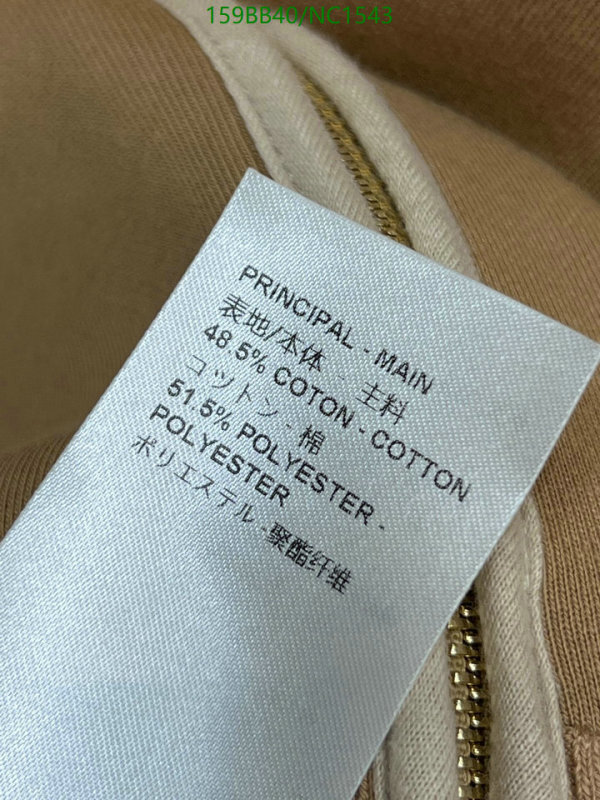 159BB40/NC1543
PRINCIPAL - MAIN
表地/本体 - 主料
48.5% COTON - COTTON
コットン - 棉
51.5% POLYESTER -
POLYESTER
ポリエステル - 聚酯纤维